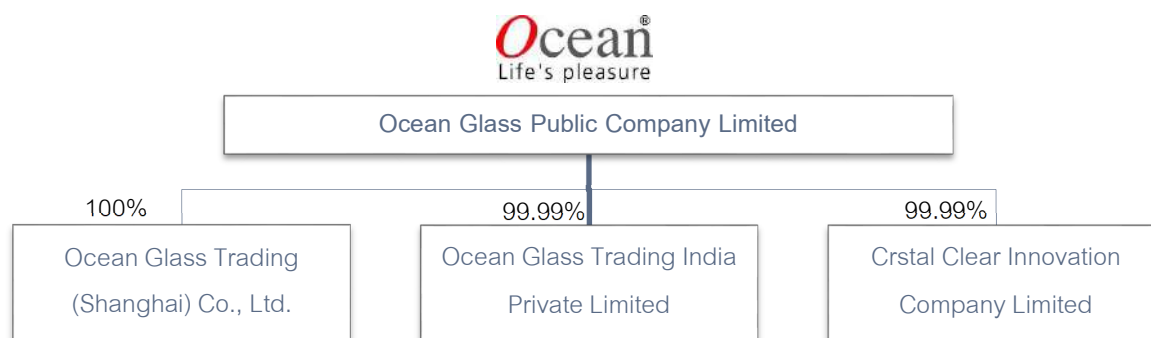 Ocean®
Life's pleasure
Ocean Glass Public Company Limited
100%
99.99%
99.99%
Ocean Glass Trading
(Shanghai) Co., Ltd.
Ocean Glass Trading India
Private Limited
Crstal Clear Innovation
Company Limited